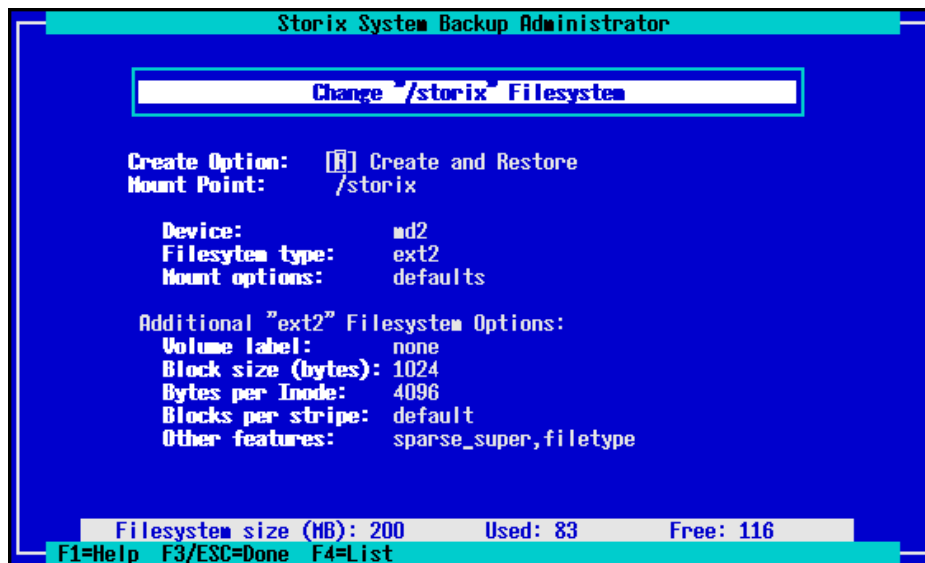 Storix System Backup Administrator
Change "/storix" Filesystem
Create Option: [R] Create and Restore
Mount Point: /storix
Device: md2
Filesytem type: ext2
Mount options: defaults
Additional "ext2" Filesystem Options:
Volume label: none
Block size (bytes): 1024
Bytes per Inode: 4096
Blocks per stripe: default
Other features: sparse_super,filetype
Filesystem size (MB): 200 Used: 83 Free: 116
F1=Help F3/ESC=Done F4=List